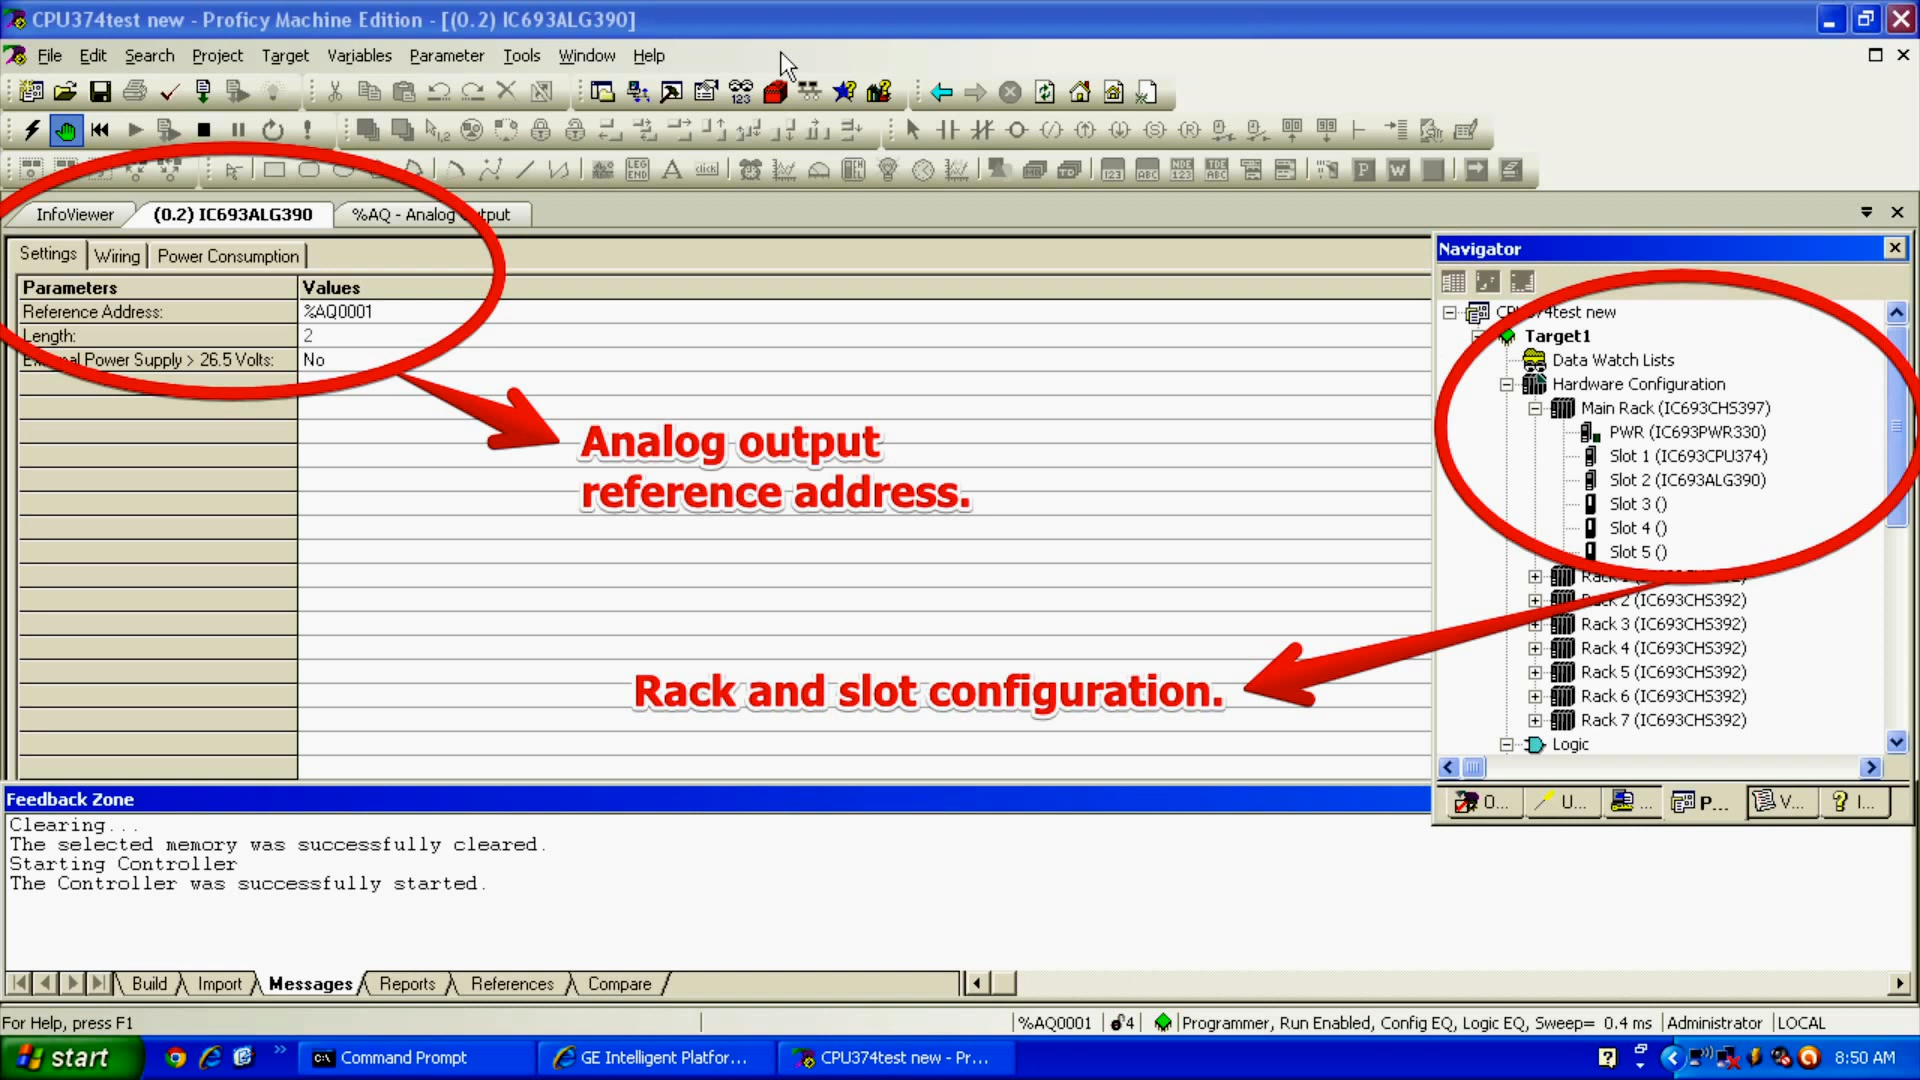 CPU374test new - Proficy Machine Edition - [(0.2) IC693ALG390]
File Edit Search Project Target Variables Parameter Tools Window Help
InfoViewer (0.2) IC693ALG390 %AQ - Analog Output
Settings Wiring Power Consumption
Parameters Values
Reference Address: %AQ0001
Length: 2
External Power Supply > 26.5 Volts: No
Analog output
reference address.
Rack and slot configuration.
Navigator
CPU374test new
Target1
Data Watch Lists
Hardware Configuration
Main Rack (IC693CHS397)
PWR (IC693PWR330)
Slot 1 (IC693CPU374)
Slot 2 (IC693ALG390)
Slot 3 ()
Slot 4 ()
Slot 5 ()
Rack 2 (IC693CHS392)
Rack 3 (IC693CHS392)
Rack 4 (IC693CHS392)
Rack 5 (IC693CHS392)
Rack 6 (IC693CHS392)
Rack 7 (IC693CHS392)
Logic
O... U... ... P... V... I...
Feedback Zone
Clearing...
The selected memory was successfully cleared.
Starting Controller
The Controller was successfully started.
Build Import Messages Reports References Compare
For Help, press F1 %AQ0001 4 Programmer, Run Enabled, Config EQ, Logic EQ, Sweep= 0.4 ms Administrator LOCAL
start Command Prompt GE Intelligent Platfor... CPU374test new - Pr... 8:50 AM